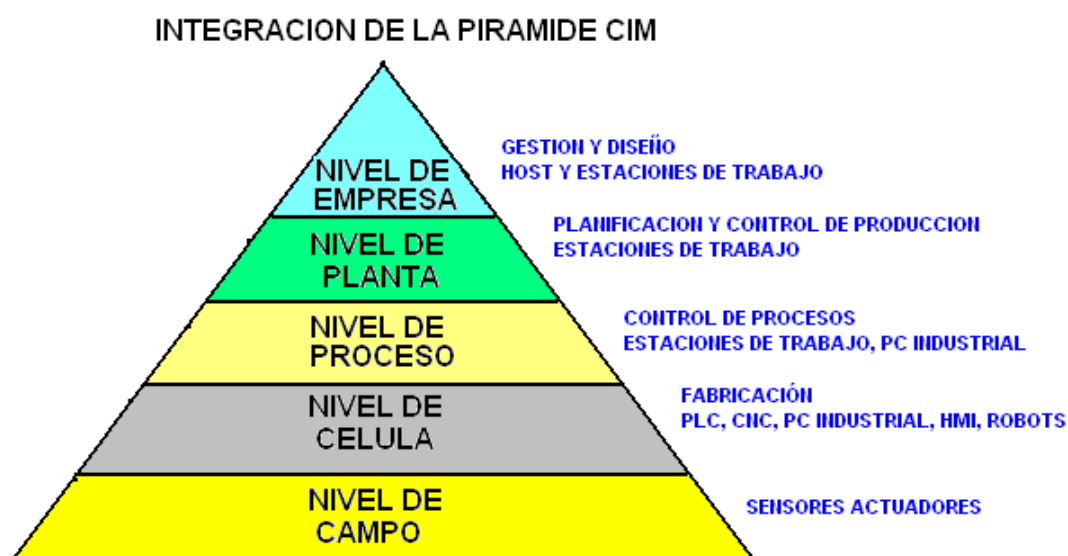 INTEGRACION DE LA PIRAMIDE CIM
NIVEL DE
EMPRESA
GESTION Y DISEÑO
HOST Y ESTACIONES DE TRABAJO
NIVEL DE
PLANTA
PLANIFICACION Y CONTROL DE PRODUCCION
ESTACIONES DE TRABAJO
NIVEL DE
PROCESO
CONTROL DE PROCESOS
ESTACIONES DE TRABAJO, PC INDUSTRIAL
NIVEL DE
CELULA
FABRICACIÓN
PLC, CNC, PC INDUSTRIAL, HMI, ROBOTS
NIVEL DE
CAMPO
SENSORES ACTUADORES